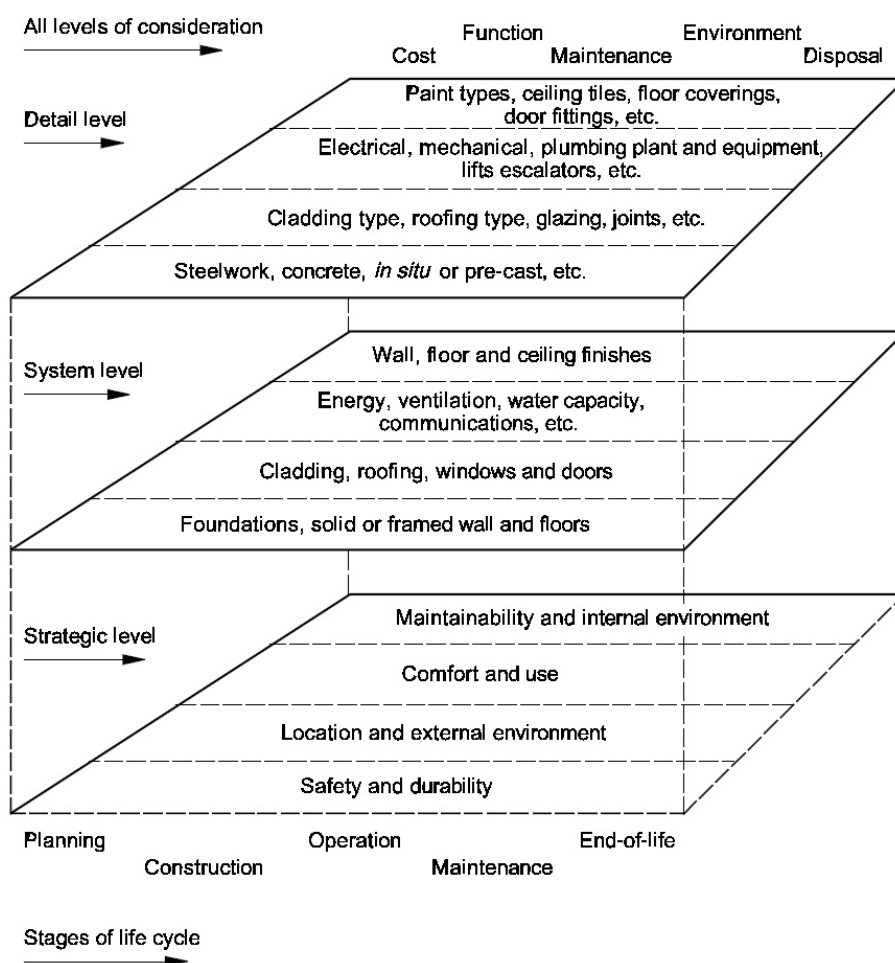 All levels of consideration
Function Environment
Cost Maintenance Disposal
Detail level
Paint types, ceiling tiles, floor coverings,
door fittings, etc.
Electrical, mechanical, plumbing plant and equipment,
lifts escalators, etc.
Cladding type, roofing type, glazing, joints, etc.
Steelwork, concrete, in situ or pre-cast, etc.
System level
Wall, floor and ceiling finishes
Energy, ventilation, water capacity,
communications, etc.
Cladding, roofing, windows and doors
Foundations, solid or framed wall and floors
Strategic level
Maintainability and internal environment
Comfort and use
Location and external environment
Safety and durability
Planning Operation End-of-life
Construction Maintenance
Stages of life cycle